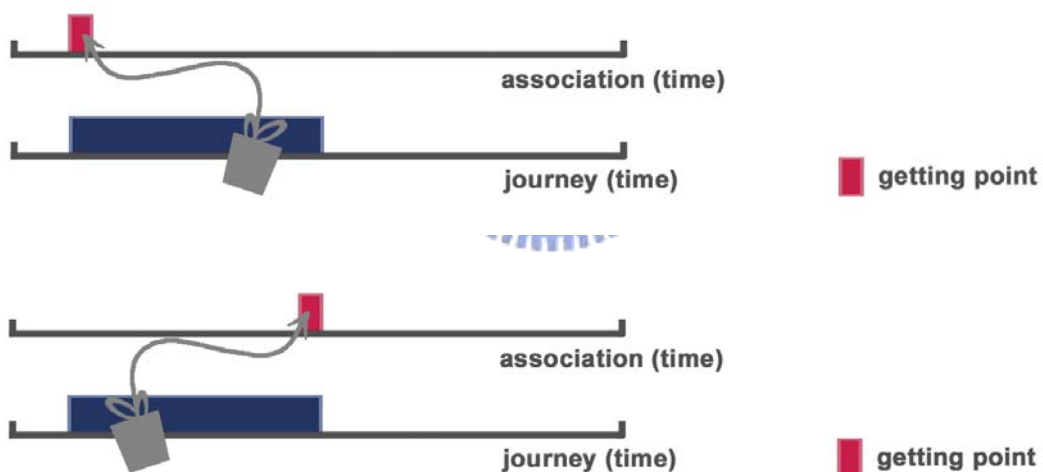 association (time)
journey (time)
getting point
association (time)
journey (time)
getting point